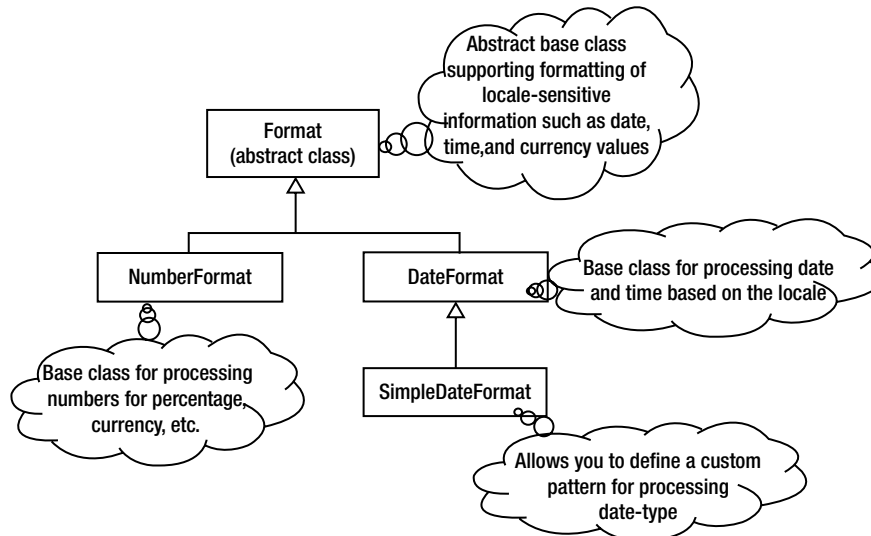 Abstract base class
supporting formatting of
locale-sensitive
information such as date,
time,and currency values
Format
(abstract class)
NumberFormat
DateFormat
Base class for processing date
and time based on the locale
Base class for processing
numbers for percentage,
currency, etc.
SimpleDateFormat
Allows you to define a custom
pattern for processing
date-type